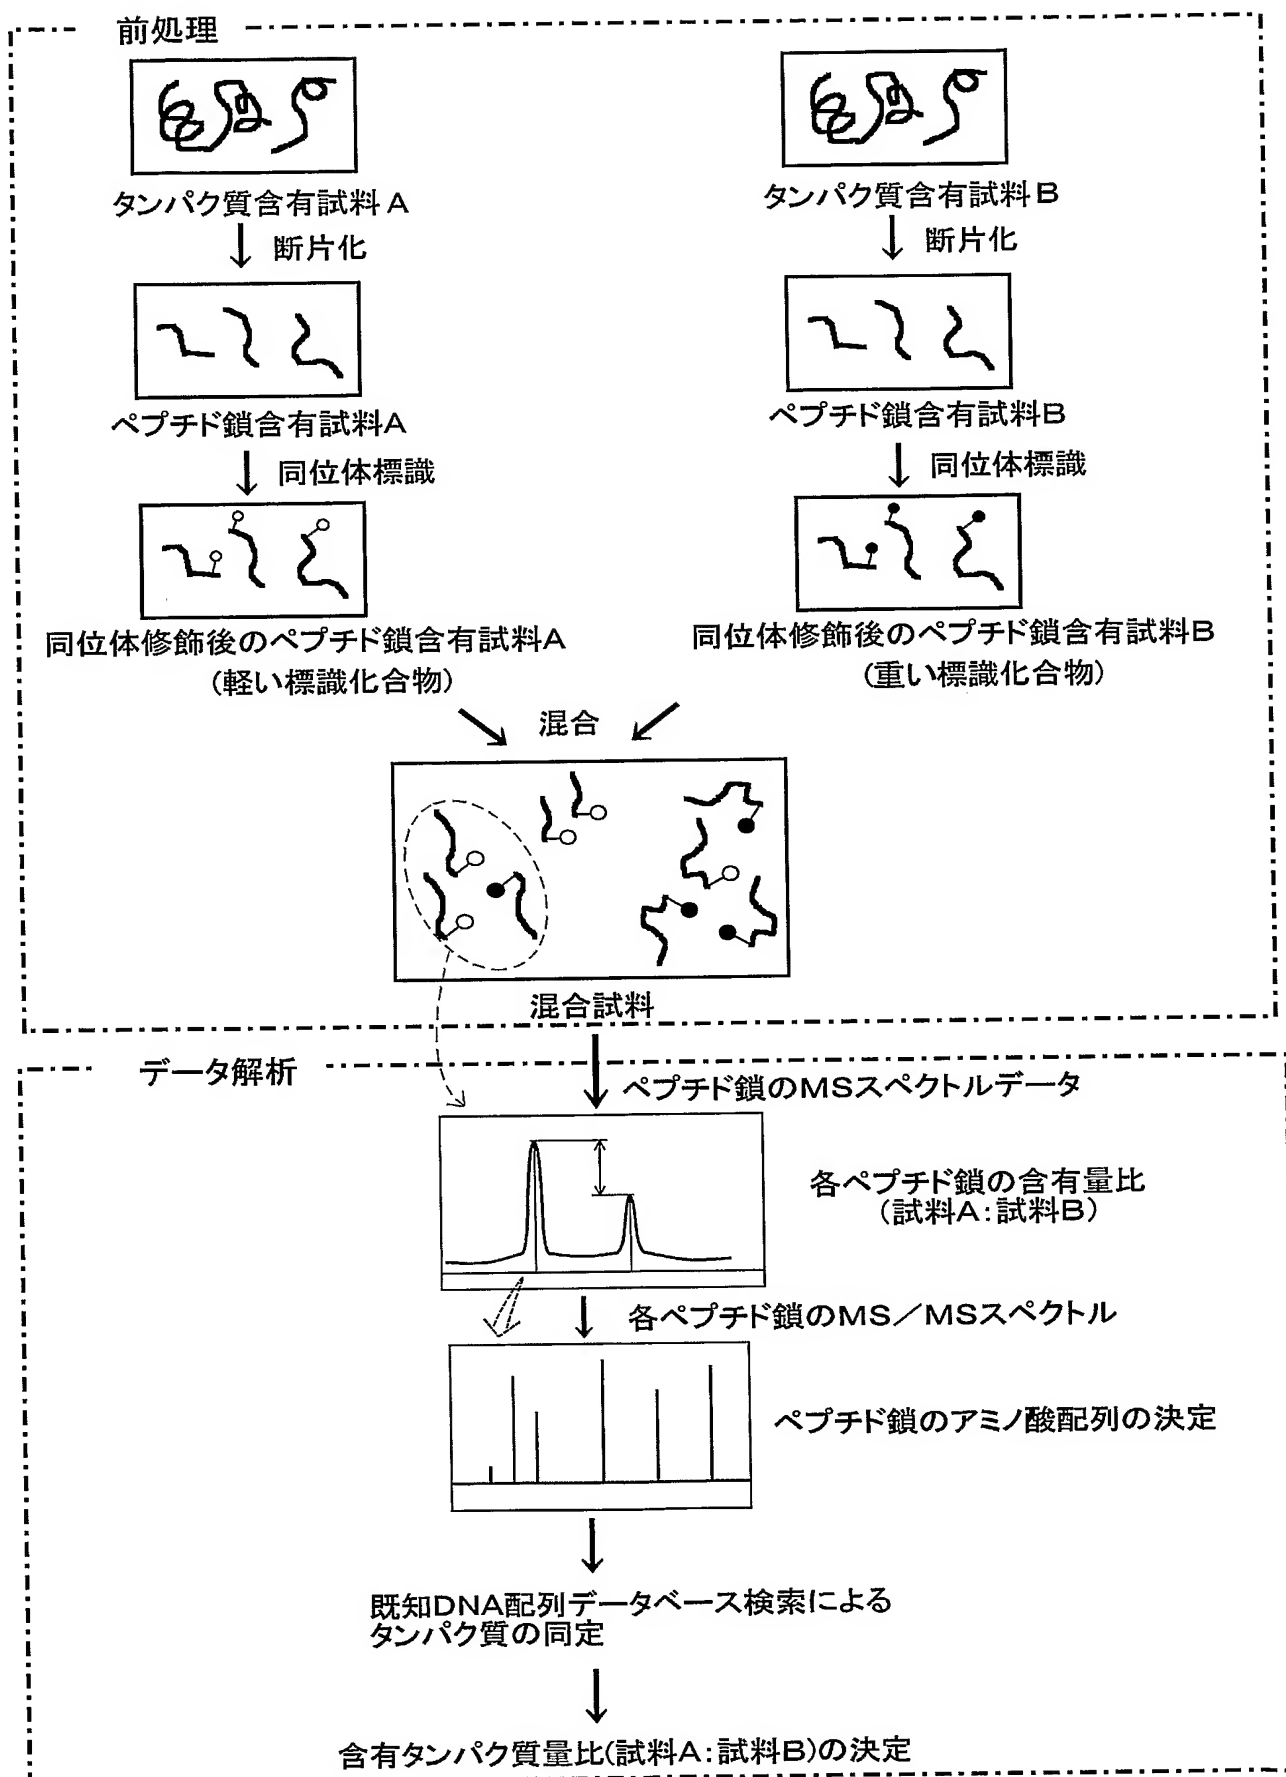 前処理
タンパク質含有試料A
タンパク質含有試料B
断片化
断片化
ペプチド鎖含有試料A
ペプチド鎖含有試料B
同位体標識
同位体標識
同位体修飾後のペプチド鎖含有試料A
(軽い標識化合物)
同位体修飾後のペプチド鎖含有試料B
(重い標識化合物)
混合
混合試料
データ解析
ペプチド鎖のMSスペクトルデータ
各ペプチド鎖の含有量比
(試料A:試料B)
各ペプチド鎖のMS/MSスペクトル
ペプチド鎖のアミノ酸配列の決定
既知DNA配列データベース検索による
タンパク質の同定
含有タンパク質量比(試料A:試料B)の決定